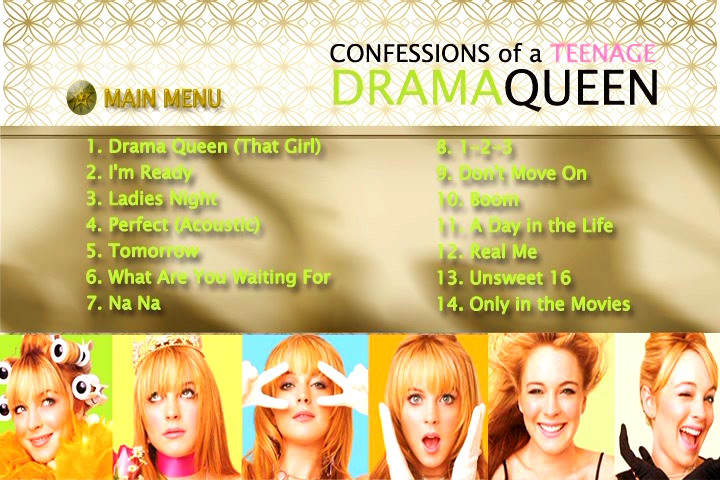 CONFESSIONS of a TEENAGE
DRAMAQUEEN
MAIN MENU
1. Drama Queen (That Girl)
2. I'm Ready
3. Ladies Night
4. Perfect (Acoustic)
5. Tomorrow
6. What Are You Waiting For
7. Na Na
8. 1-2-3
9. Don't Move On
10. Boom
11. A Day in the Life
12. Real Me
13. Unsweet 16
14. Only in the Movies